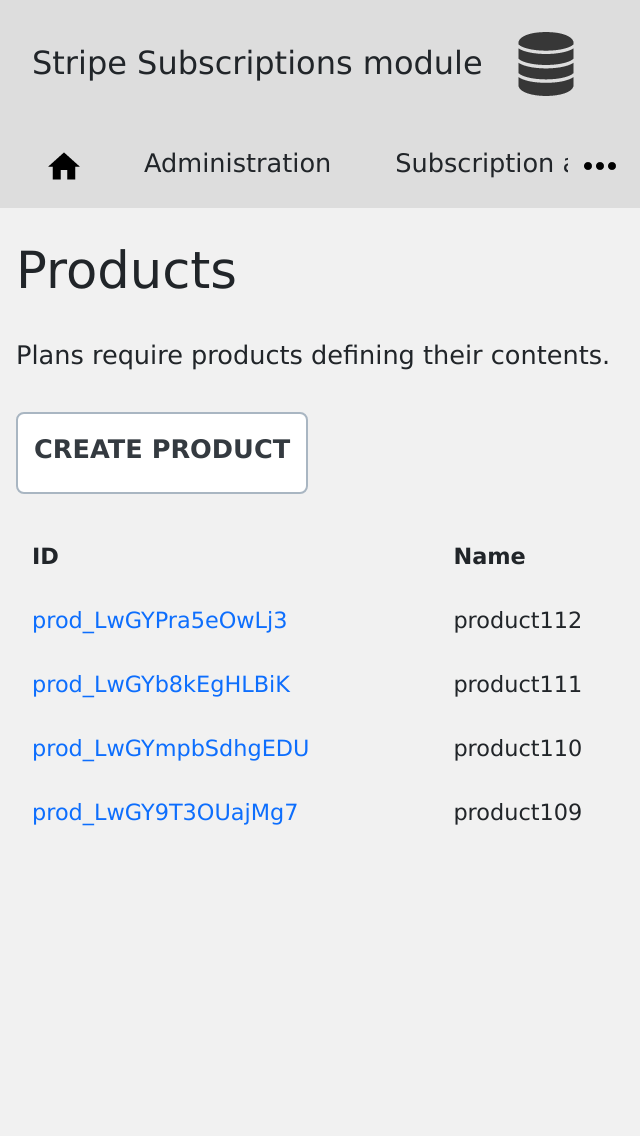 Stripe Subscriptions module
Administration Subscription
Products
Plans require products defining their contents.
CREATE PRODUCT
ID Name
prod_LwGYPra5eOwLj3 product112
prod_LwGYb8kEgHLBiK product111
prod_LwGYmpbSdhgEDU product110
prod_LwGY9T3OUajMg7 product109